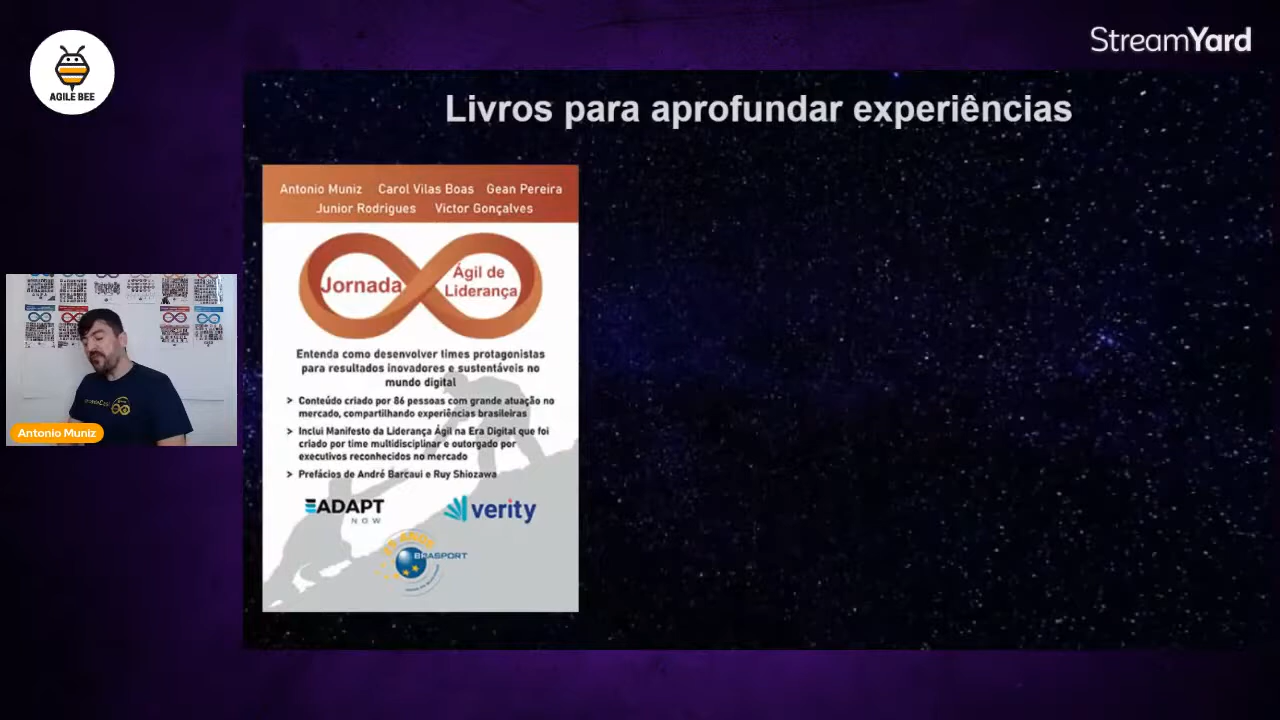 AGILE BEE
StreamYard
Livros para aprofundar experiências
Antonio Muniz Carol Vilas Boas Gean Pereira
Junior Rodrigues Victor Gonçalves
Jornada
Ágil de
Liderança
Entenda como desenvolver times protagonistas
para resultados inovadores e sustentáveis no
mundo digital
> Conteúdo criado por 86 pessoas com grande atuação no
mercado, compartilhando experiências brasileiras
> Inclui Manifesto da Liderança Ágil na Era Digital que foi
criado por time multidisciplinar e outorgado por
executivos reconhecidos no mercado
> Prefácios de André Barcaui e Ruy Shiozawa
ADAPT
NOW
verity
BRASPORT
Antonio Muniz